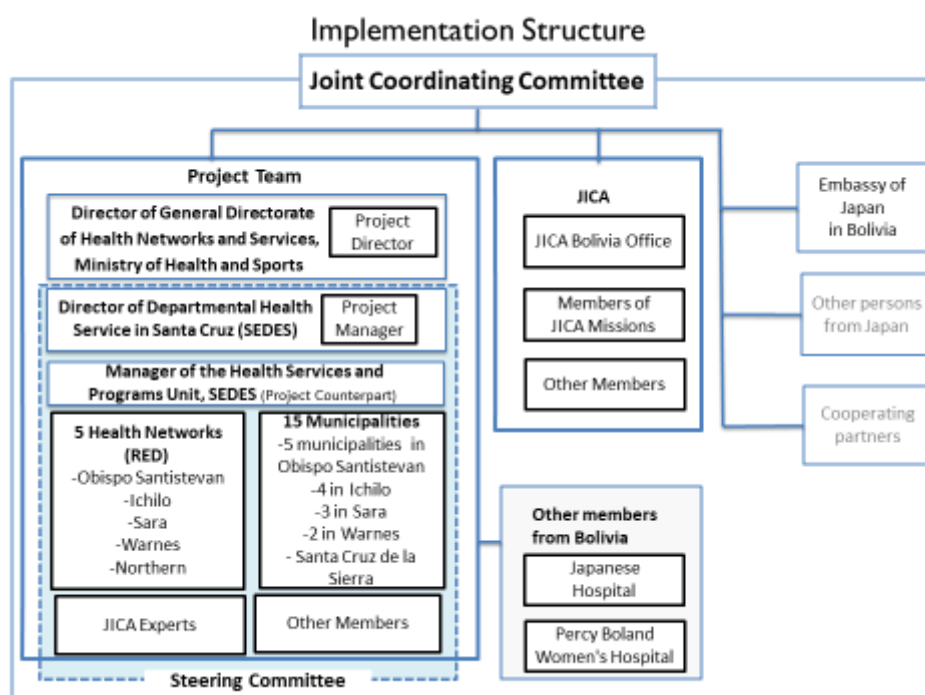 Implementation Structure
Joint Coordinating Committee
Project Team
Director of General Directorate
of Health Networks and Services,
Ministry of Health and Sports
Project
Director
Director of Departmental Health
Service in Santa Cruz (SEDES)
Project
Manager
Manager of the Health Services and
Programs Unit, SEDES (Project Counterpart)
5 Health Networks
(RED)
-Obispo Santistevan
-Ichilo
-Sara
-Warnes
-Northern
15 Municipalities
-5 municipalities in
Obispo Santistevan
-4 in Ichilo
-3 in Sara
-2 in Warnes
- Santa Cruz de la
Sierra
JICA Experts
Other Members
Steering Committee
JICA
JICA Bolivia Office
Members of
JICA Missions
Other Members
Other members
from Bolivia
Japanese
Hospital
Percy Boland
Women's Hospital
Embassy of
Japan
in Bolivia
Other persons
from Japan
Cooperating
partners